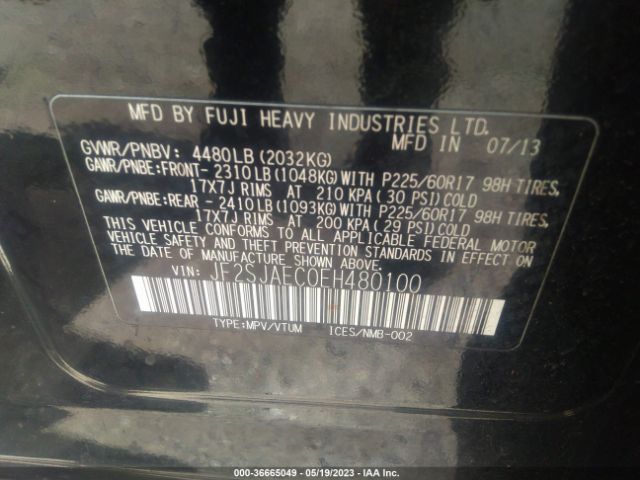 MFD BY FUJI HEAVY INDUSTRIES LTD.
MFD IN 07/13
GVWR/PNBV: 4480LB(2032KG)
GAWR/PNBE:FRONT- 2310LB(1048KG)WITH P225/60R17 98H TIRES,
17X7J RIMS AT 210 KPA(30 PSI)COLD
GAWR/PNBE:REAR - 2410LB(1093KG)WITH P225/60R17 98H TIRES,
17X7J RIMS AT 200 KPA(29 PSI)COLD
THIS VEHICLE CONFORMS TO ALL APPLICABLE FEDERAL MOTOR
VEHICLE SAFETY AND THEFT PREVENTION STANDARDS IN EFFECT
ON THE DATE OF MANUFACTURE SHOWN ABOVE.
VIN: JF2SJAEC0EH480100
TYPE:MPV/VTUM ICES/NMB-002
000-36665049 - 05/19/2023 - IAA Inc.